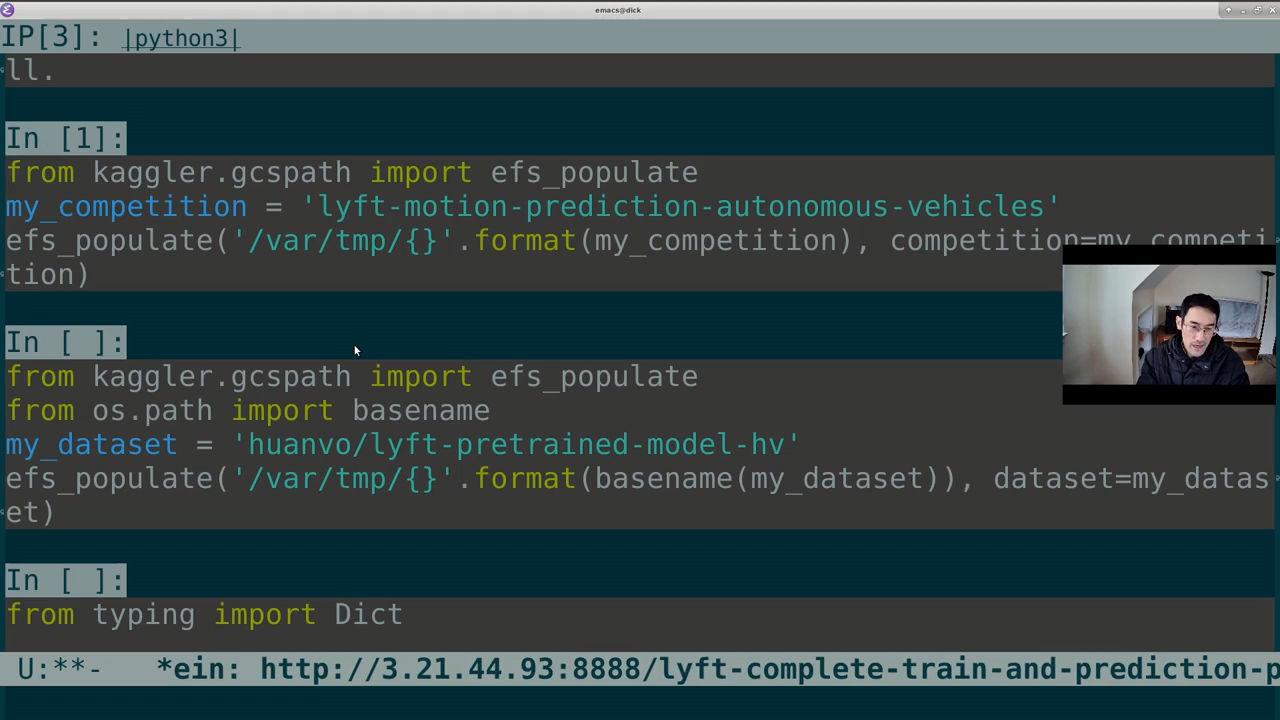 emacs@dick
IP[3]: |python3|
ll.
In [1]:
from kaggler.gcspath import efs_populate
my_competition = 'lyft-motion-prediction-autonomous-vehicles'
efs_populate('/var/tmp/{}'.format(my_competition), competition=my_competi
tion)
In [ ]:
from kaggler.gcspath import efs_populate
from os.path import basename
my_dataset = 'huanvo/lyft-pretrained-model-hv'
efs_populate('/var/tmp/{}'.format(basename(my_dataset)), dataset=my_datas
et)
In [ ]:
from typing import Dict
U:**- *ein: http://3.21.44.93:8888/lyft-complete-train-and-prediction-p